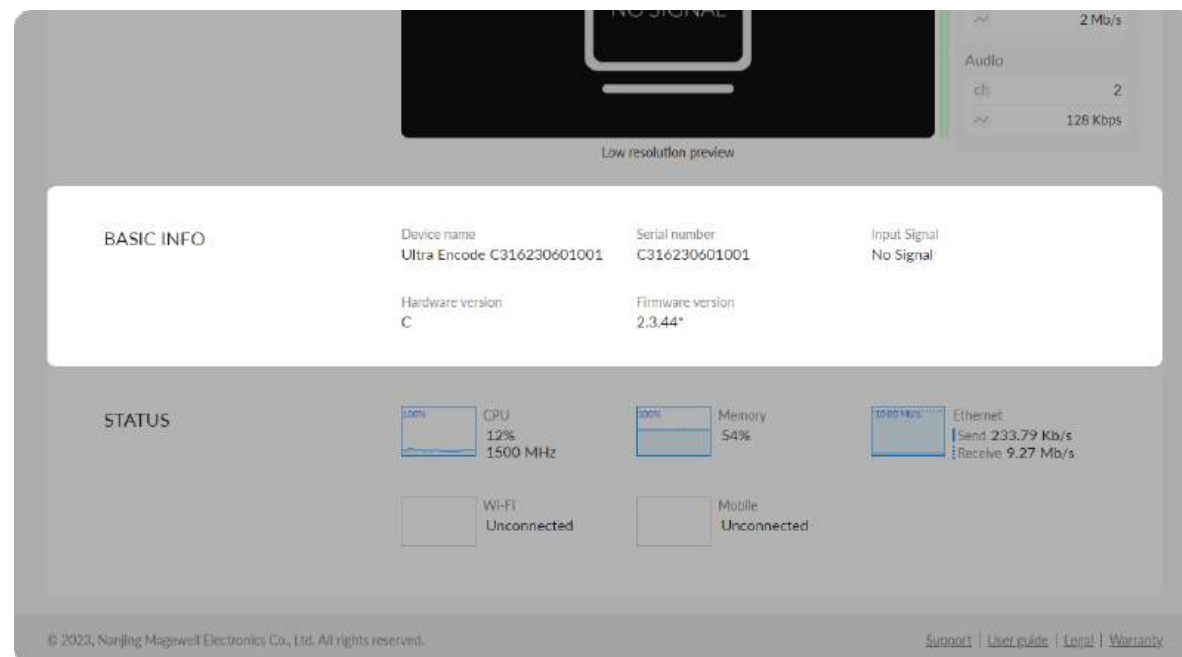 NO SIGNAL
2 Mb/s
Audio
ch 2
128 Kbps
Low resolution preview
BASIC INFO
Device name
Ultra Encode C316230601001
Serial number
C316230601001
Input Signal
No Signal
Hardware version
C
Firmware version
2.3.44*
STATUS
100%
CPU
12%
1500 MHz
100%
Memory
54%
Ethernet
Send 233.79 Kb/s
Receive 9.27 Mb/s
Wi-Fi
Unconnected
Mobile
Unconnected
© 2023, Nanjing Magewell Electronics Co., Ltd. All rights reserved.
Support | User guide | Legal | Warranty